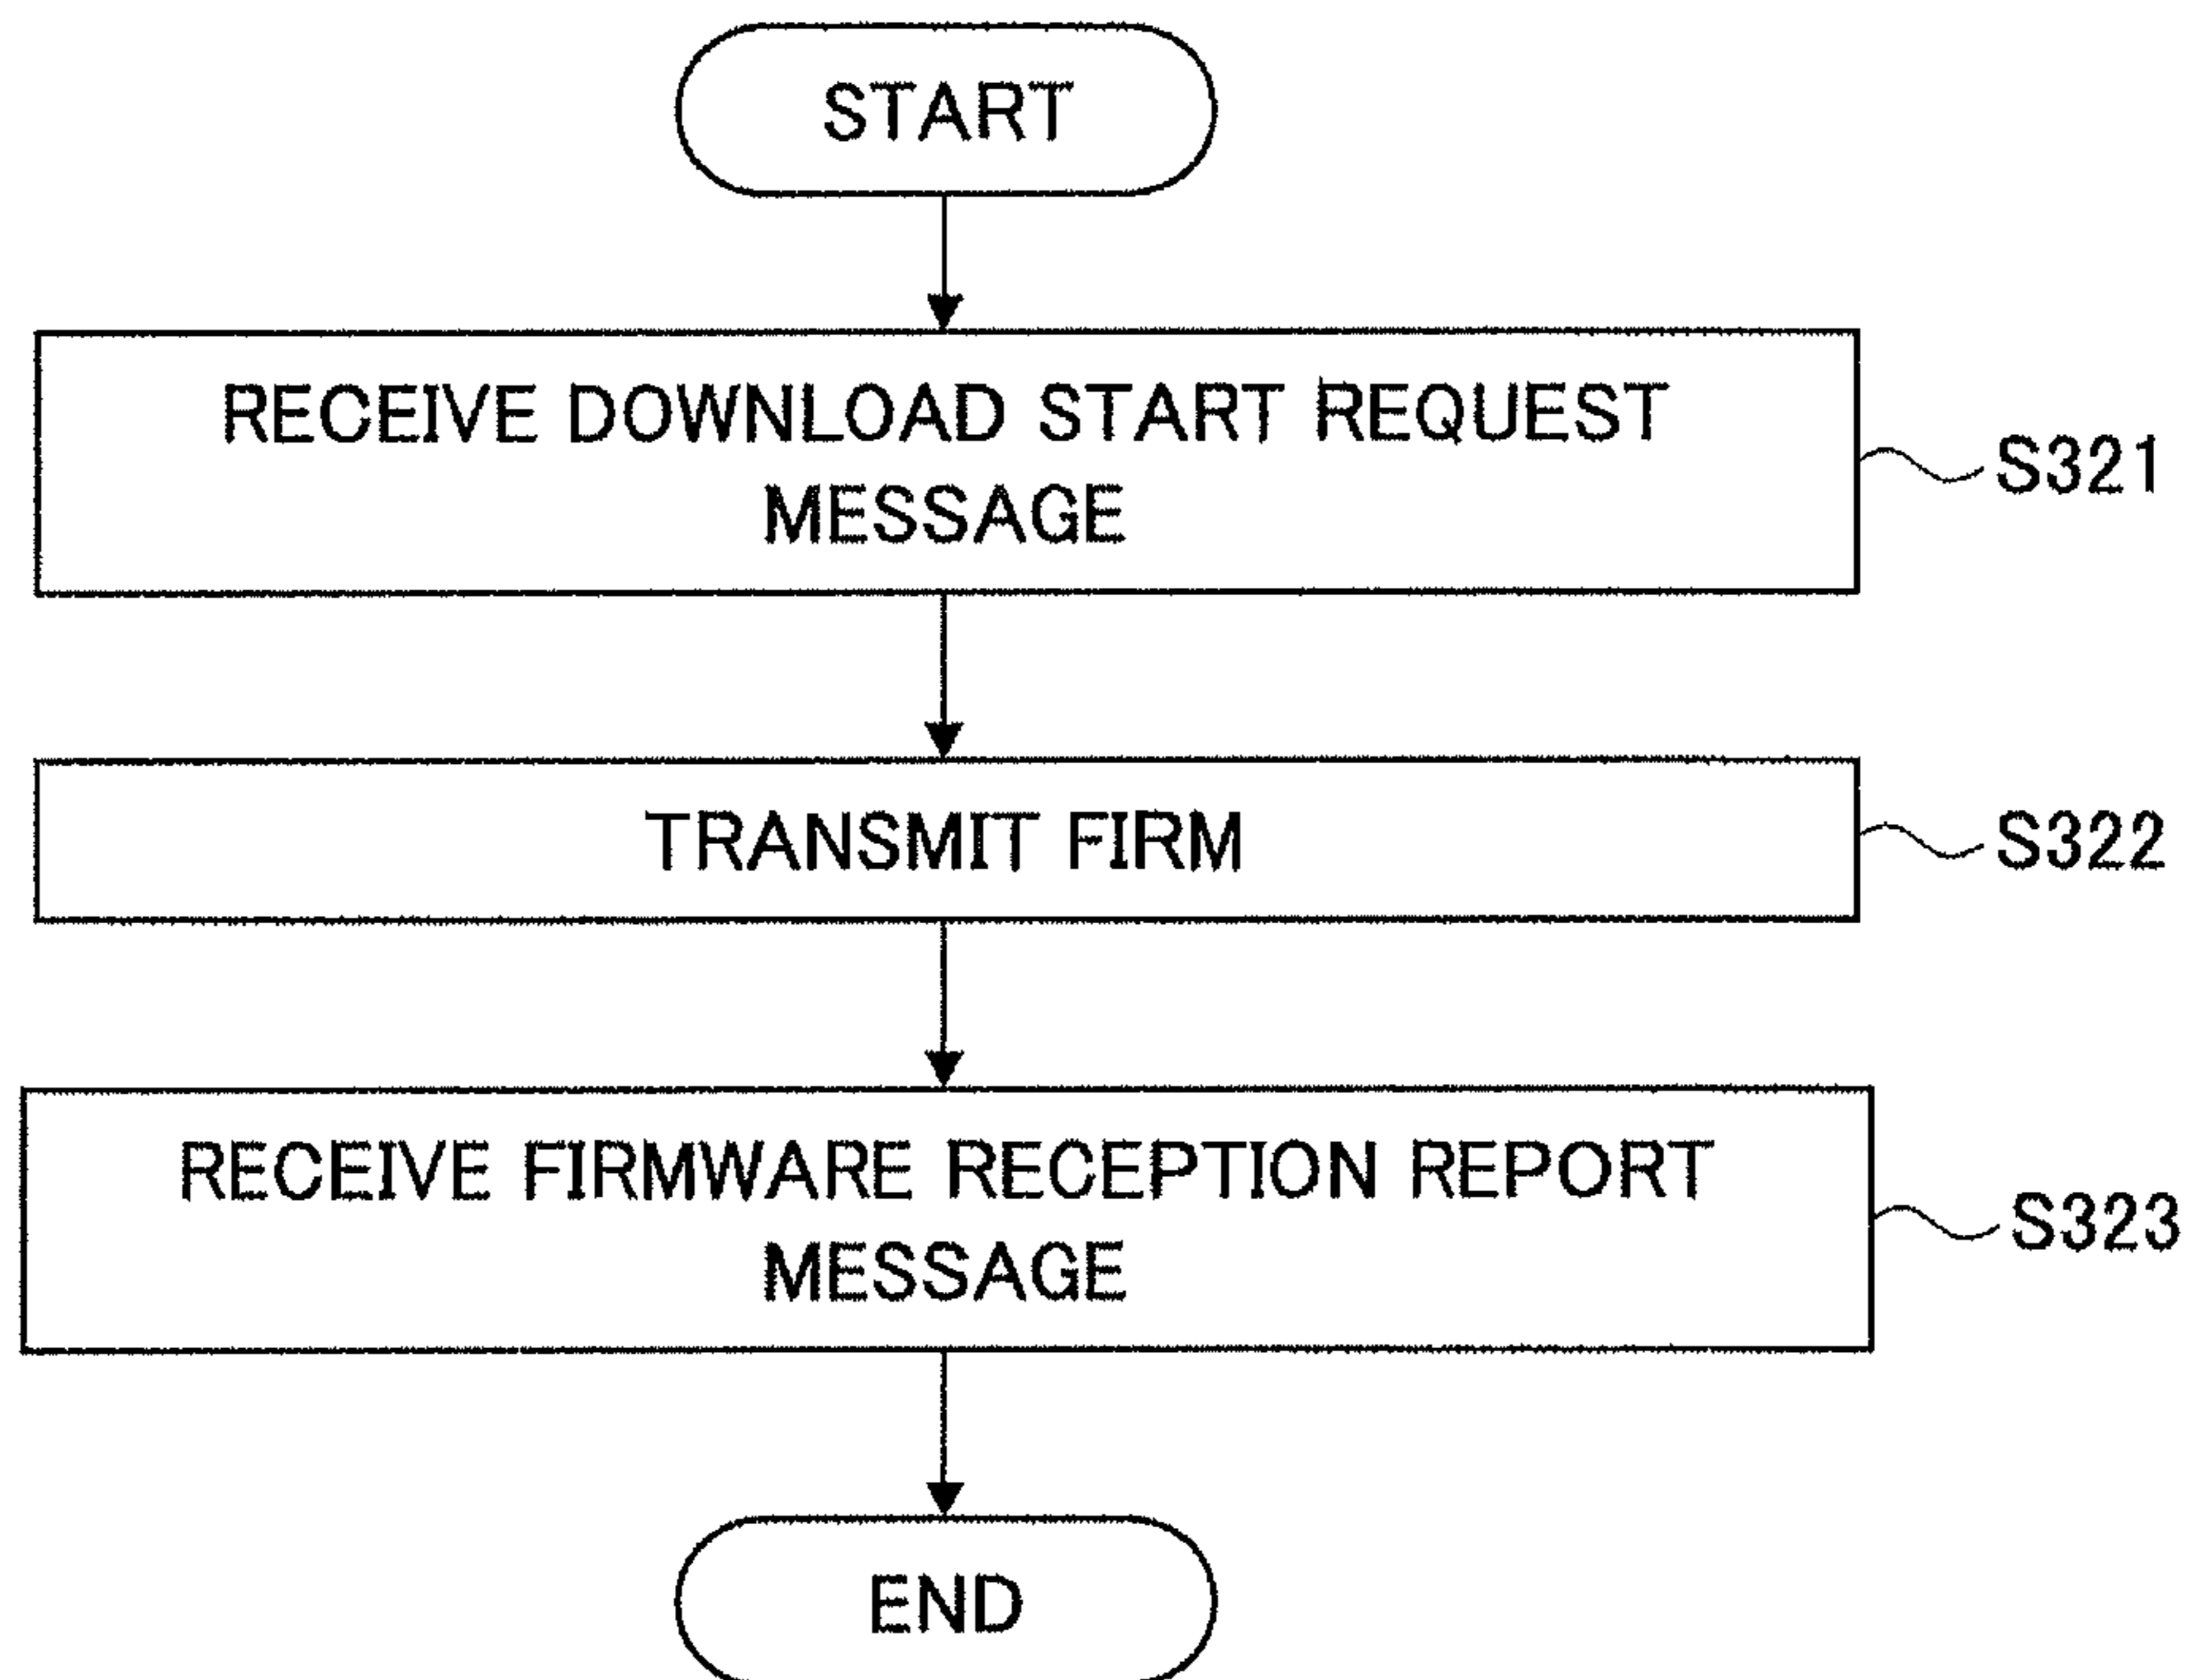 START
RECEIVE DOWNLOAD START REQUEST
MESSAGE
S321
TRANSMIT FIRM
S322
RECEIVE FIRMWARE RECEPTION REPORT
MESSAGE
S323
END